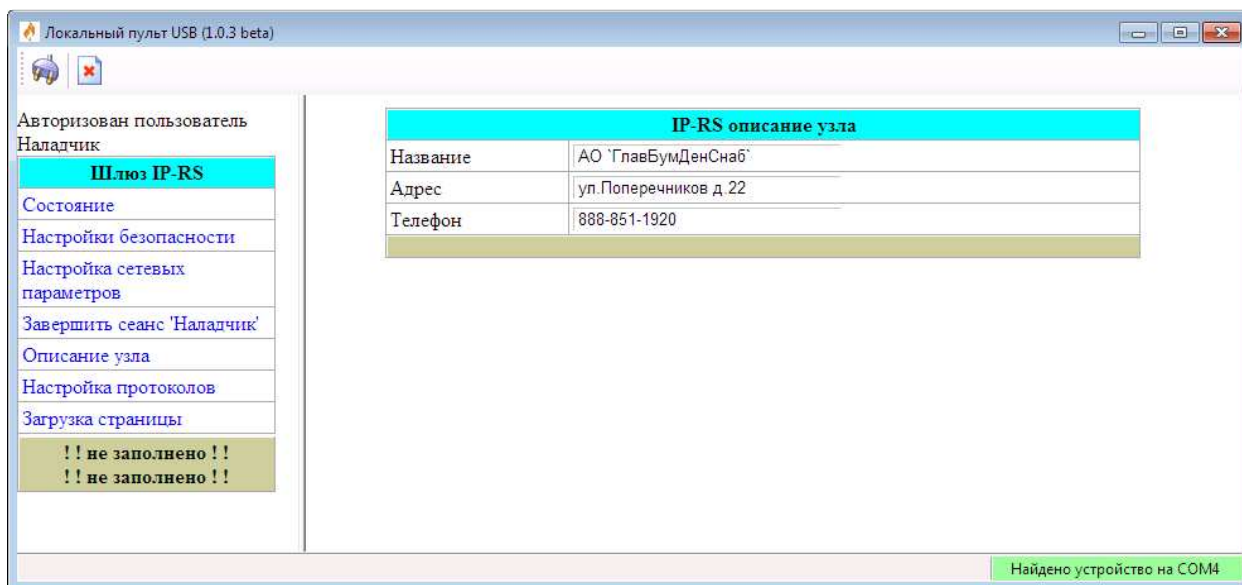 Локальный пульт USB (1.0.3 beta)
Авторизован пользователь
Наладчик
Шлюз IP-RS
Состояние
Настройки безопасности
Настройка сетевых
параметров
Завершить сеанс 'Наладчик'
Описание узла
Настройка протоколов
Загрузка страницы
! ! не заполнено ! !
! ! не заполнено ! !
IP-RS описание узла
Название АО `ГлавБумДенСнаб`
Адрес ул.Поперечников д.22
Телефон 888-851-1920
Найдено устройство на COM4